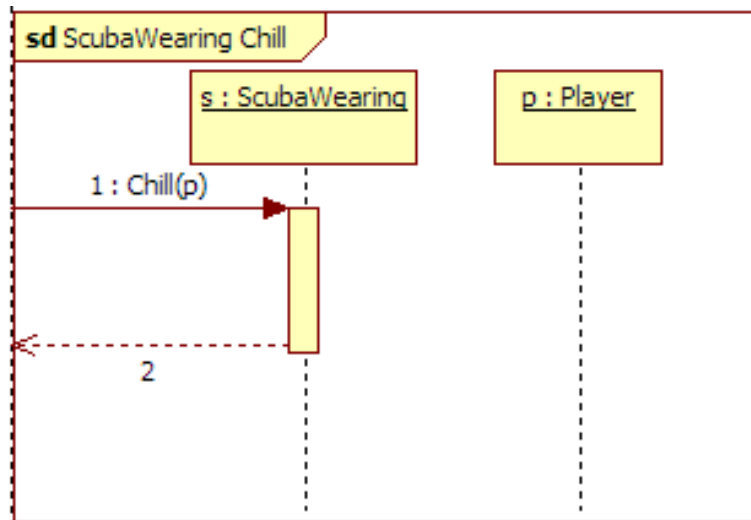 sd ScubaWearing Chill
s : ScubaWearing
p : Player
1 : Chill(p)
2